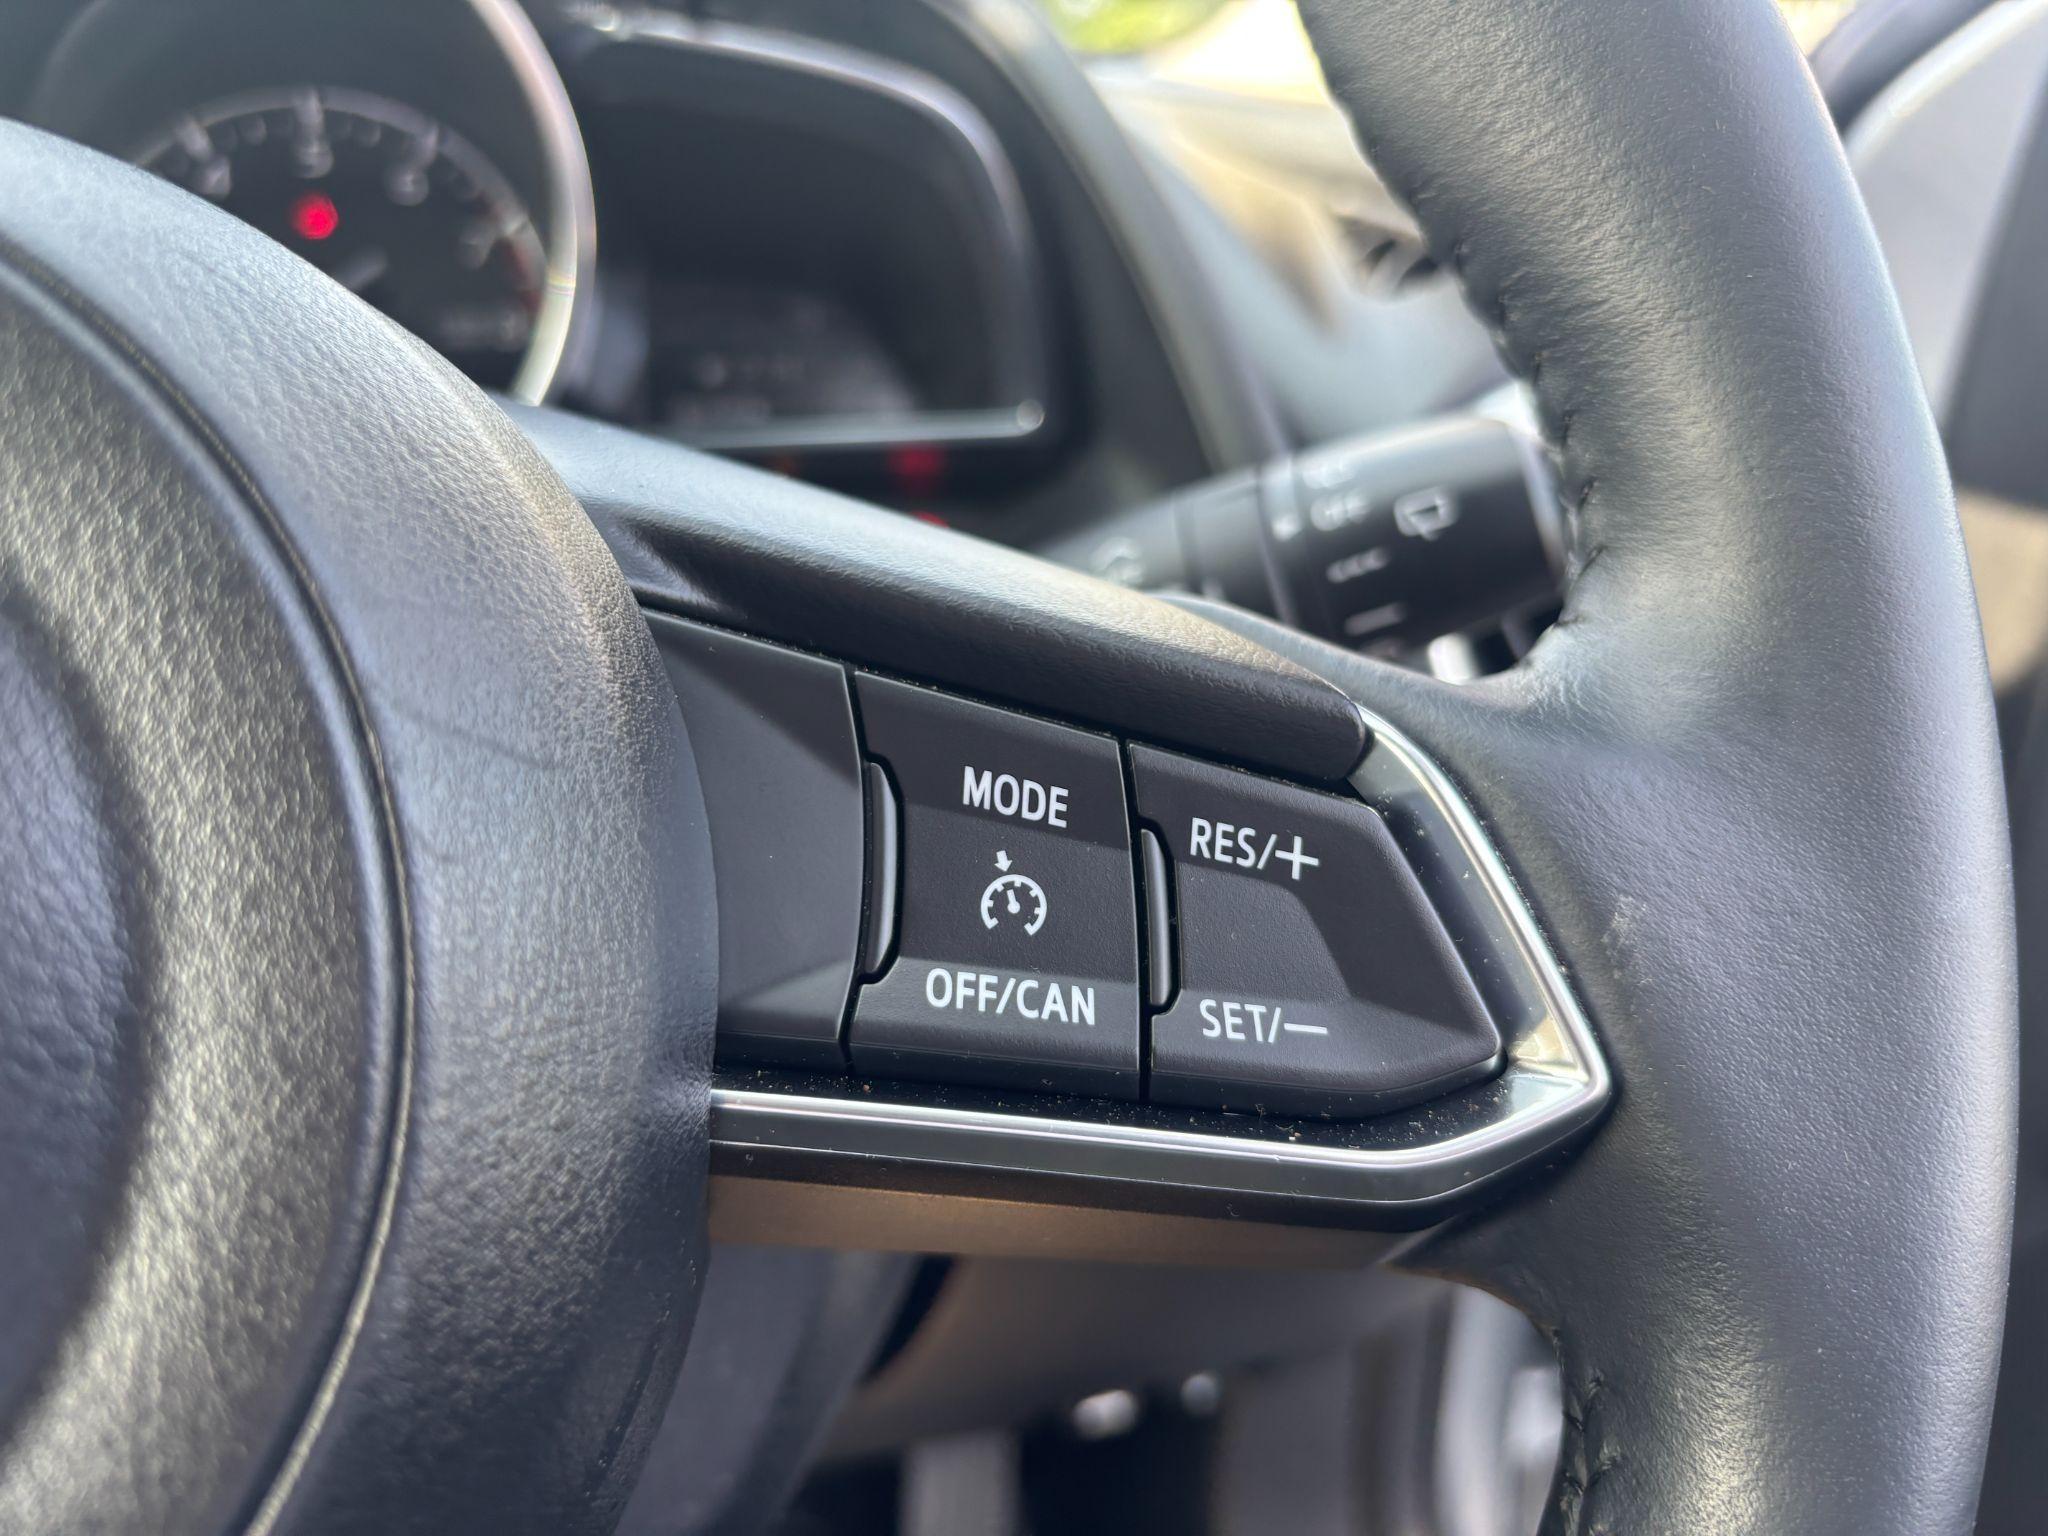 MODE
RES/+
OFF/CAN
SET/—